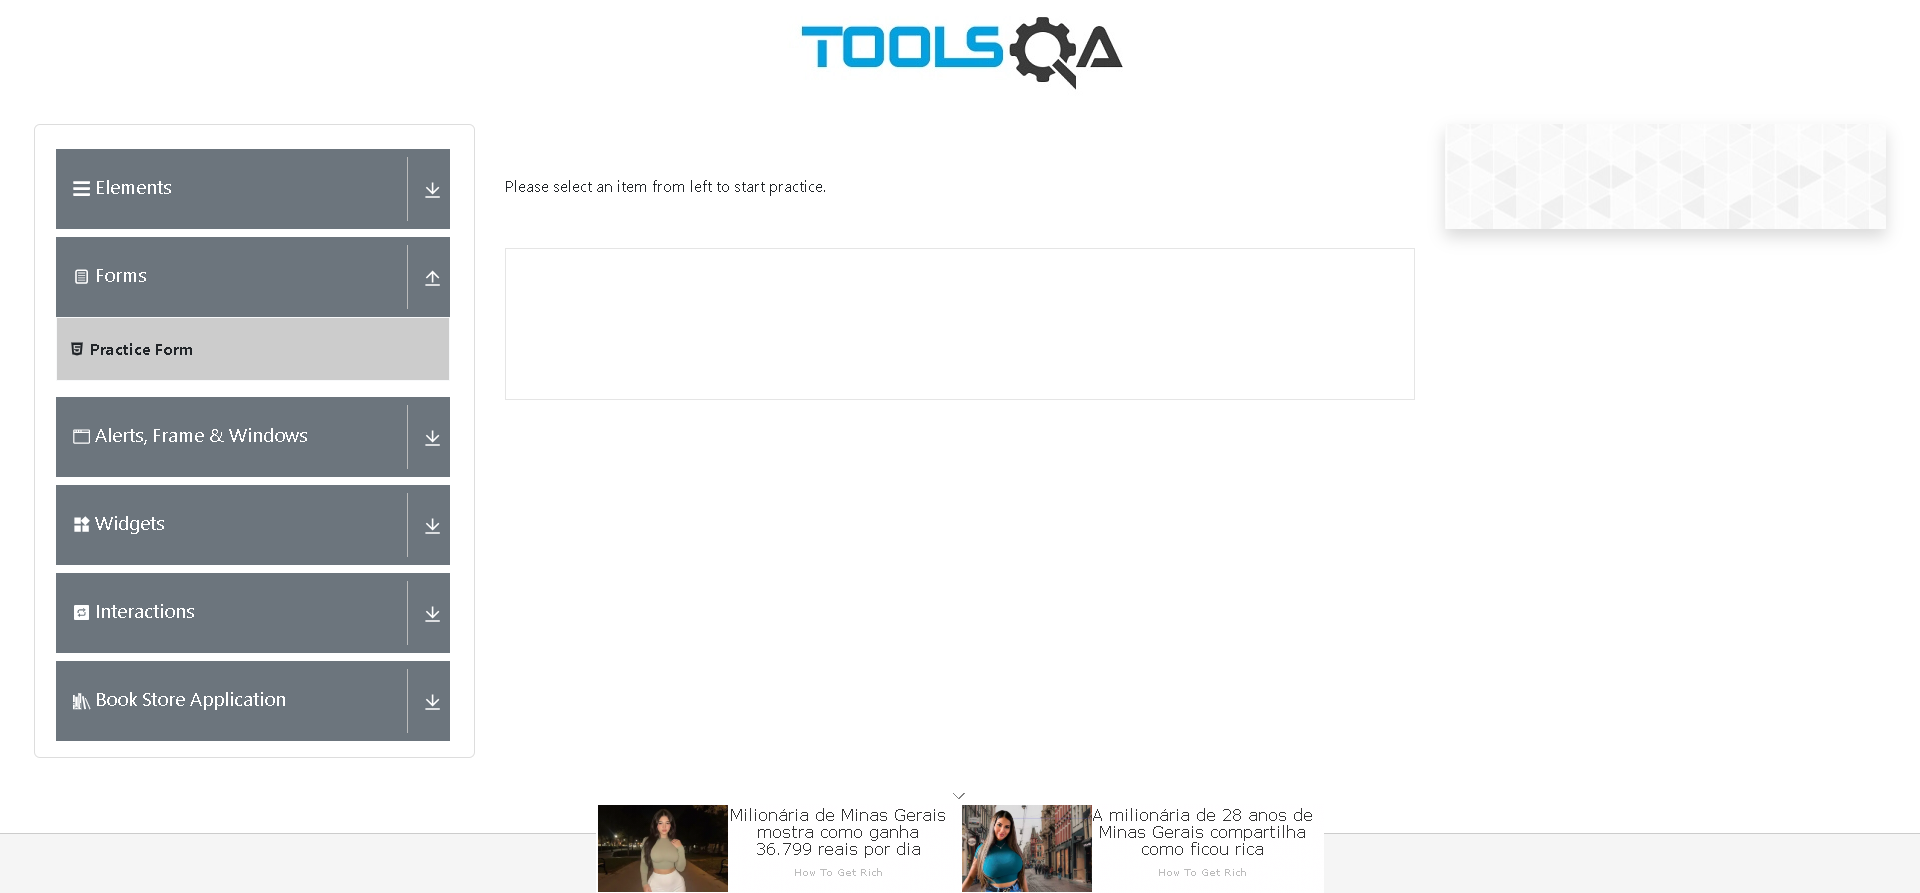 TOOLSQA
Elements
Forms
Practice Form
Alerts, Frame & Windows
Widgets
Interactions
Book Store Application
Please select an item from left to start practice.
Milionária de Minas Gerais
mostra como ganha
36.799 reais por dia
How To Get Rich
A milionária de 28 anos de
Minas Gerais compartilha
como ficou rica
How To Get Rich